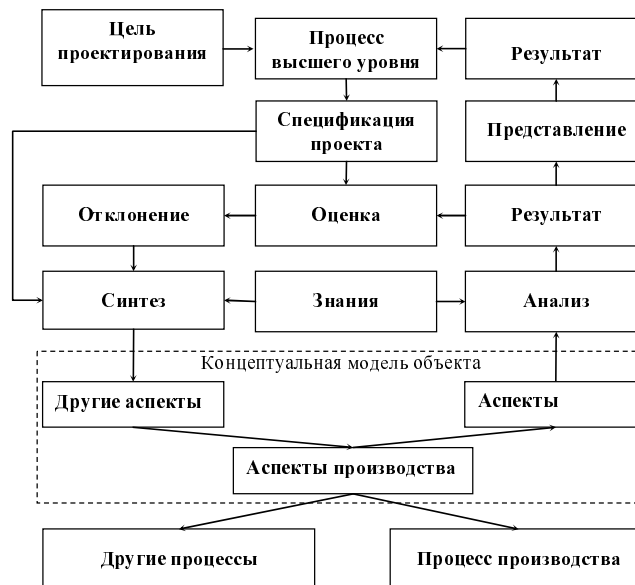 Цель
проектирования
Процесс
высшего уровня
Результат
Спецификация
проекта
Представление
Отклонение
Оценка
Результат
Синтез
Знания
Анализ
Концептуальная модель объекта
Другие аспекты
Аспекты
Аспекты производства
Другие процессы
Процесс производства